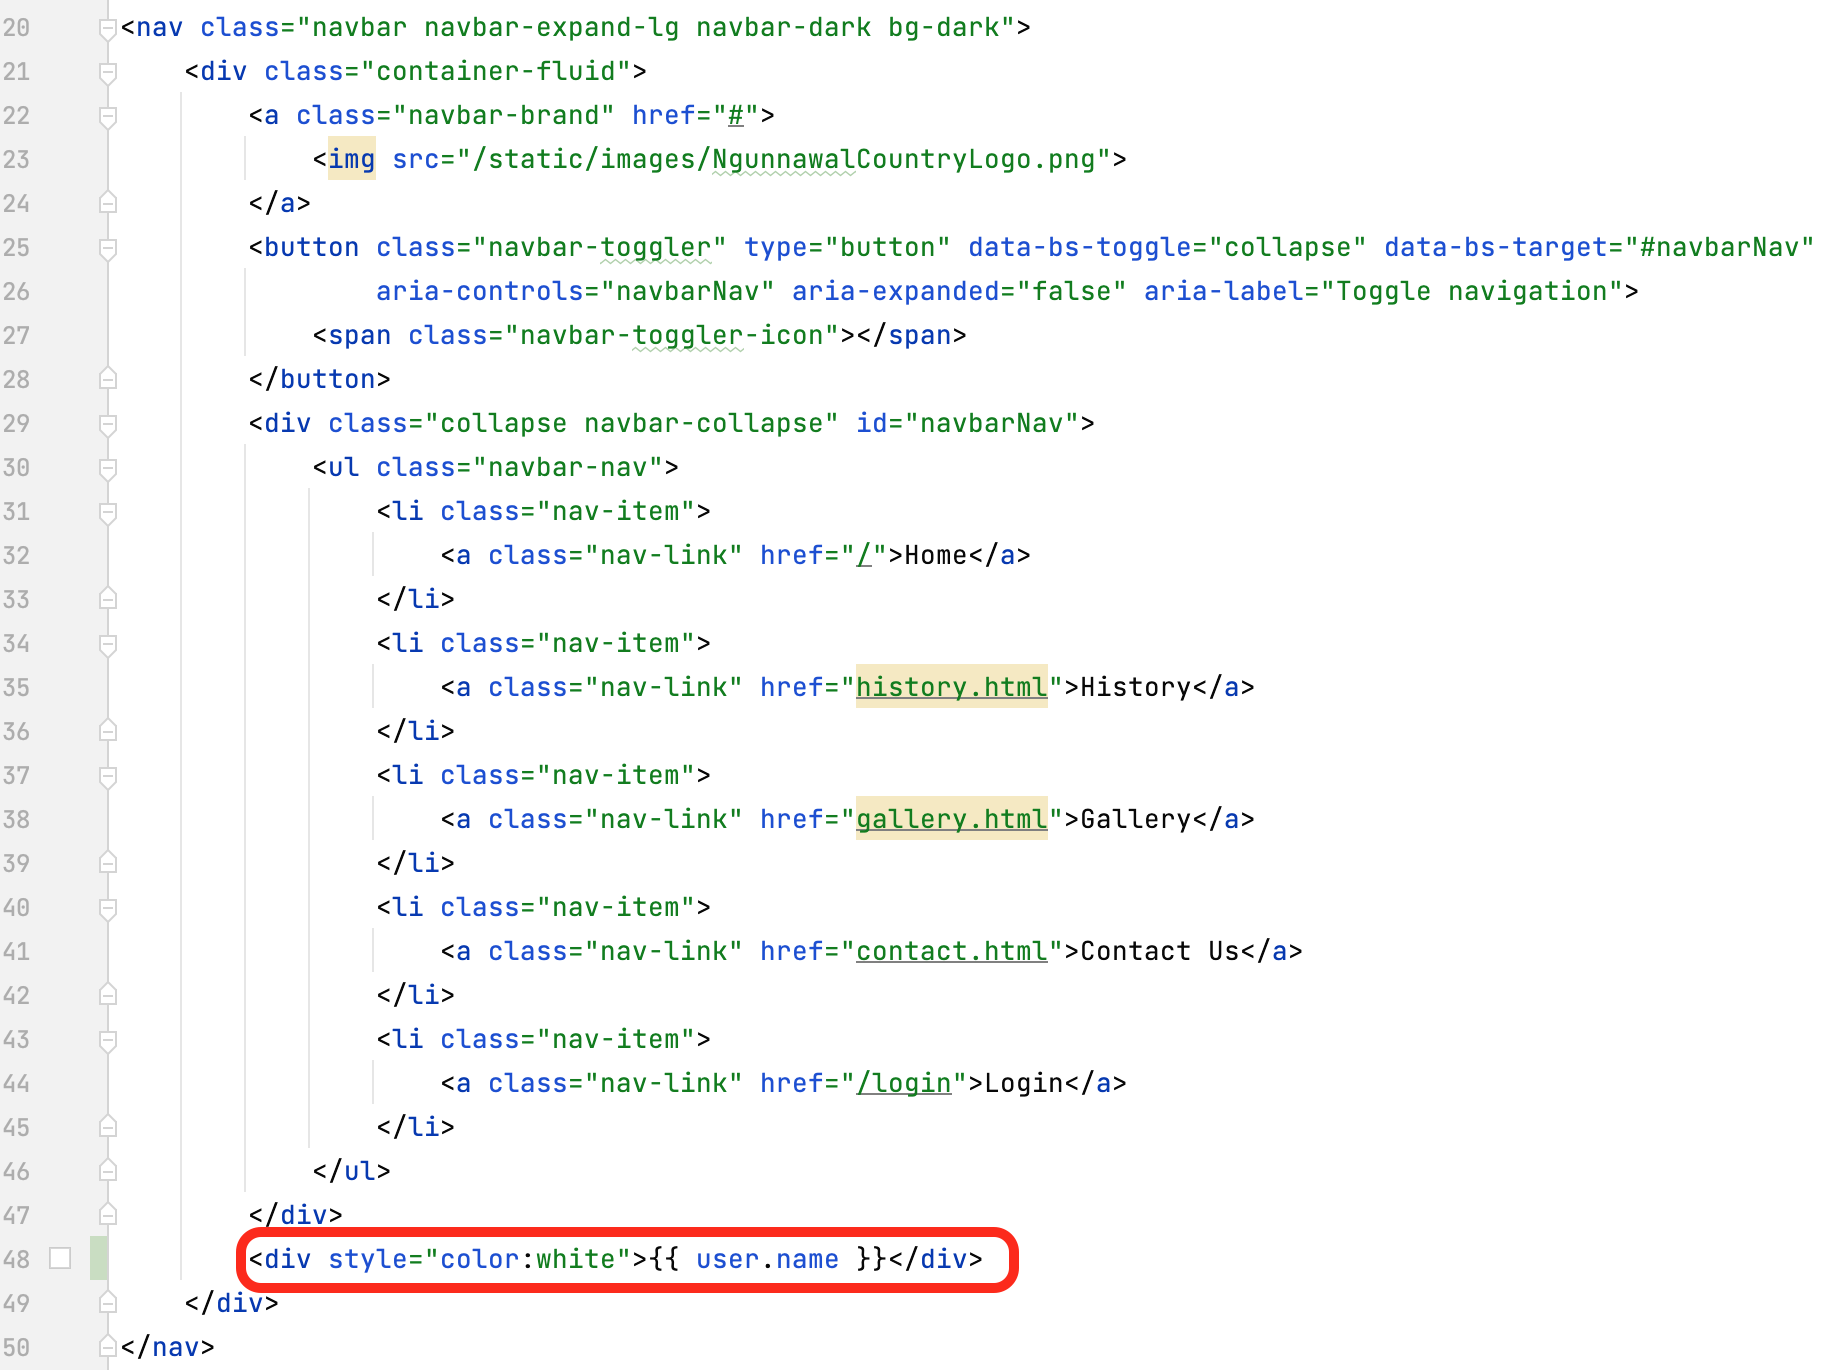 20 <nav class="navbar navbar-expand-lg navbar-dark bg-dark">
21     <div class="container-fluid">
22         <a class="navbar-brand" href="#">
23             <img src="/static/images/NgunnawalCountryLogo.png">
24         </a>
25         <button class="navbar-toggler" type="button" data-bs-toggle="collapse" data-bs-target="#navbarNav"
26                 aria-controls="navbarNav" aria-expanded="false" aria-label="Toggle navigation">
27             <span class="navbar-toggler-icon"></span>
28         </button>
29         <div class="collapse navbar-collapse" id="navbarNav">
30             <ul class="navbar-nav">
31                 <li class="nav-item">
32                     <a class="nav-link" href="/">Home</a>
33                 </li>
34                 <li class="nav-item">
35                     <a class="nav-link" href="history.html">History</a>
36                 </li>
37                 <li class="nav-item">
38                     <a class="nav-link" href="gallery.html">Gallery</a>
39                 </li>
40                 <li class="nav-item">
41                     <a class="nav-link" href="contact.html">Contact Us</a>
42                 </li>
43                 <li class="nav-item">
44                     <a class="nav-link" href="/login">Login</a>
45                 </li>
46             </ul>
47         </div>
48         <div style="color:white">{{ user.name }}</div>
49     </div>
50 </nav>